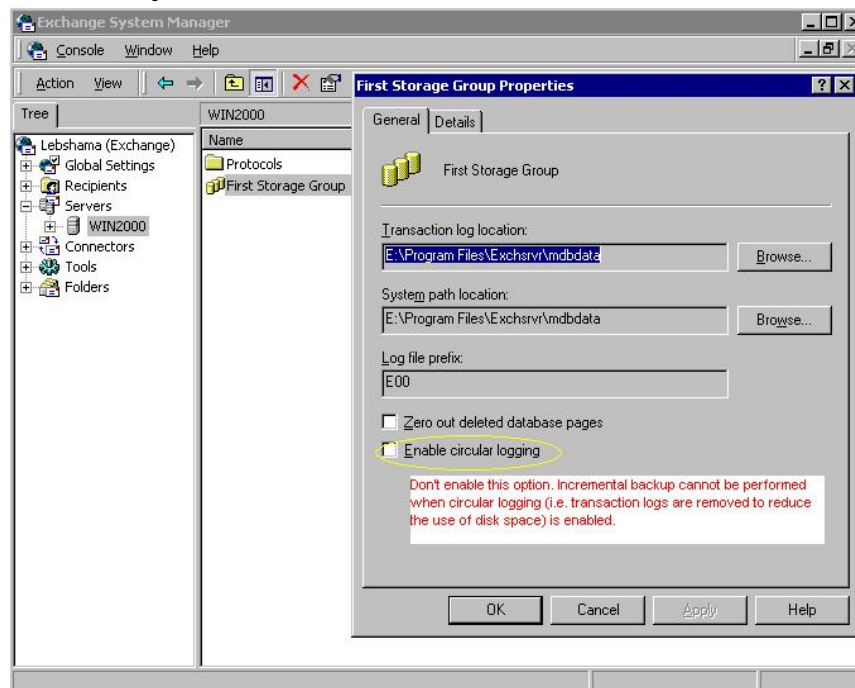 Exchange System Manager
Console Window Help
Action View
First Storage Group Properties
Tree
WIN2000
General Details
Name
Lebshama (Exchange)
Global Settings
Recipients
Servers
WIN2000
Connectors
Tools
Folders
Protocols
First Storage Group
First Storage Group
Transaction log location:
E:\Program Files\Exchsrvr\mdbdata
Browse...
System path location:
E:\Program Files\Exchsrvr\mdbdata
Browse...
Log file prefix:
E00
Zero out deleted database pages
Enable circular logging
Don't enable this option. Incremental backup cannot be performed
when circular logging (i.e. transaction logs are removed to reduce
the use of disk space) is enabled.
OK Cancel Apply Help